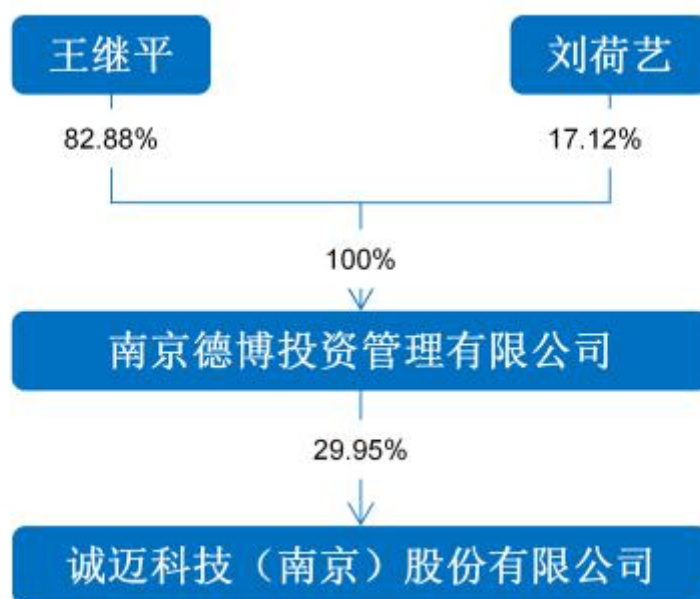 王继平
刘荷艺
82.88%
17.12%
100%
南京德博投资管理有限公司
29.95%
诚迈科技（南京）股份有限公司